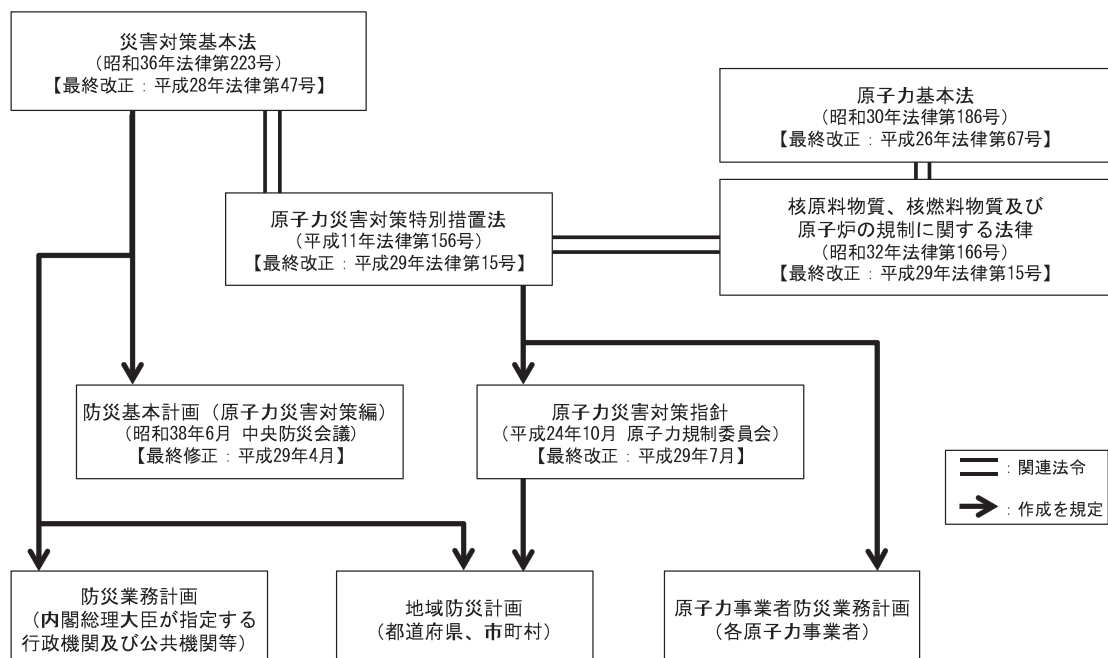 災害対策基本法
（昭和36年法律第223号）
【最終改正：平成28年法律第47号】
原子力基本法
（昭和30年法律第186号）
【最終改正：平成26年法律第67号】
原子力災害対策特別措置法
（平成11年法律第156号）
【最終改正：平成29年法律第15号】
核原料物質、核燃料物質及び
原子炉の規制に関する法律
（昭和32年法律第166号）
【最終改正：平成29年法律第15号】
防災基本計画（原子力災害対策編）
（昭和38年6月 中央防災会議）
【最終修正：平成29年4月】
原子力災害対策指針
（平成24年10月 原子力規制委員会）
【最終改正：平成29年7月】
：関連法令
：作成を規定
防災業務計画
（内閣総理大臣が指定する
行政機関及び公共機関等）
地域防災計画
（都道府県、市町村）
原子力事業者防災業務計画
（各原子力事業者）